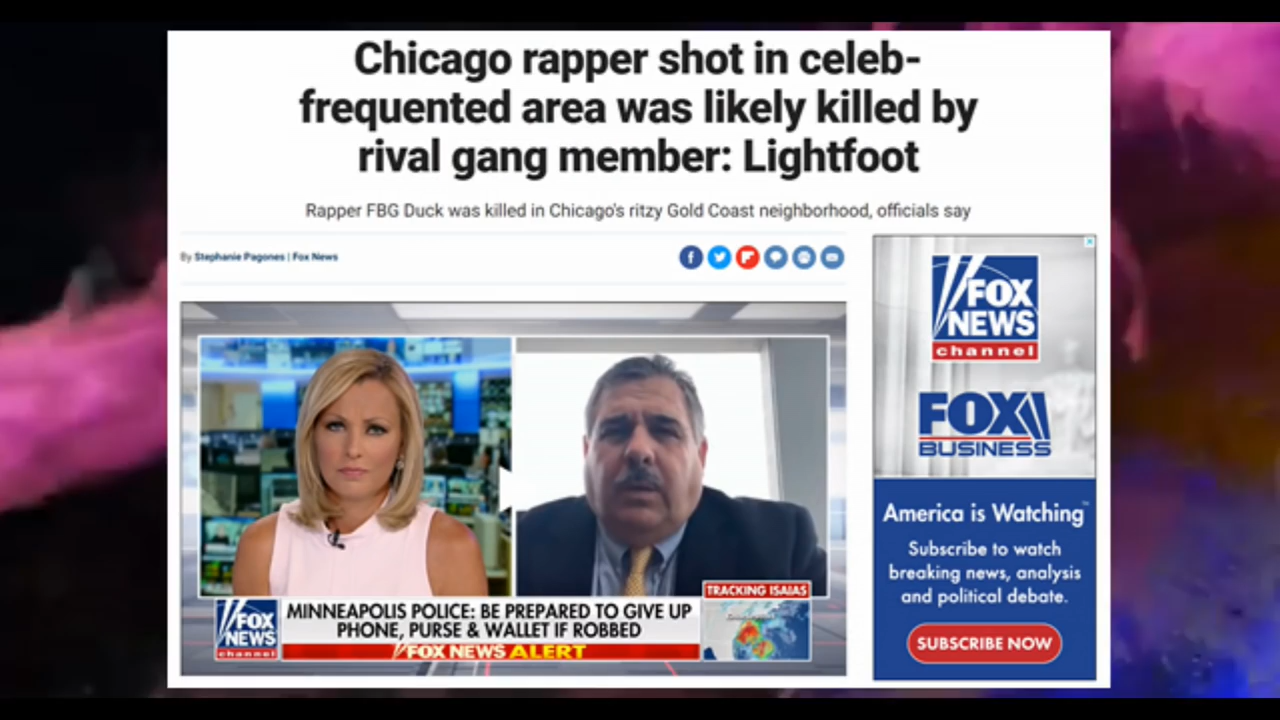 Chicago rapper shot in celeb-
frequented area was likely killed by
rival gang member: Lightfoot
Rapper FBG Duck was killed in Chicago's ritzy Gold Coast neighborhood, officials say
By Stephanie Pagones | Fox News
FOX
NEWS
channel
FOX
BUSINESS
America is Watching™
Subscribe to watch
breaking news, analysis
and political debate.
SUBSCRIBE NOW
TRACKING ISAIAS
FOX
NEWS
channel
MINNEAPOLIS POLICE: BE PREPARED TO GIVE UP
PHONE, PURSE & WALLET IF ROBBED
FOX NEWS ALERT